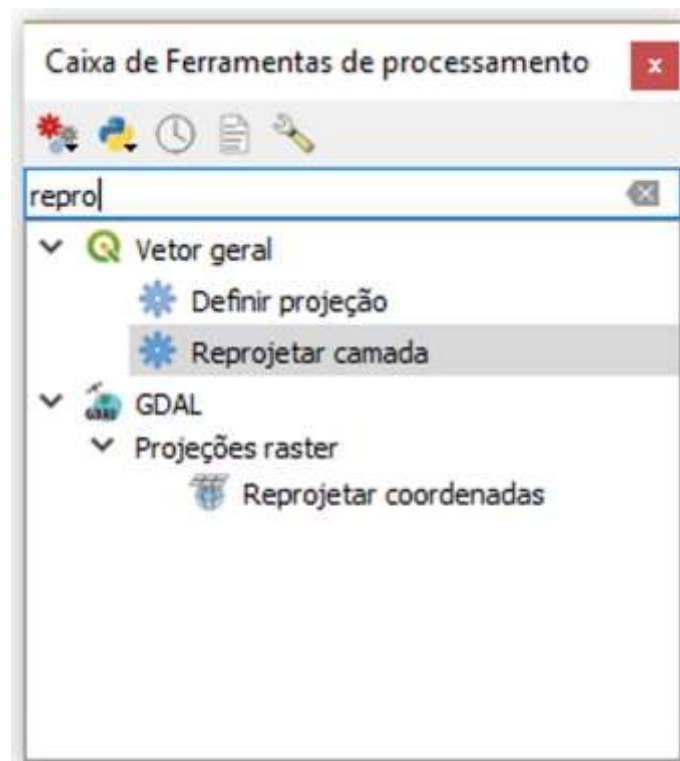 Caixa de Ferramentas de processamento
x
repro
Vetor geral
Definir projeção
Reprojetar camada
GDAL
Projeções raster
Reprojetar coordenadas